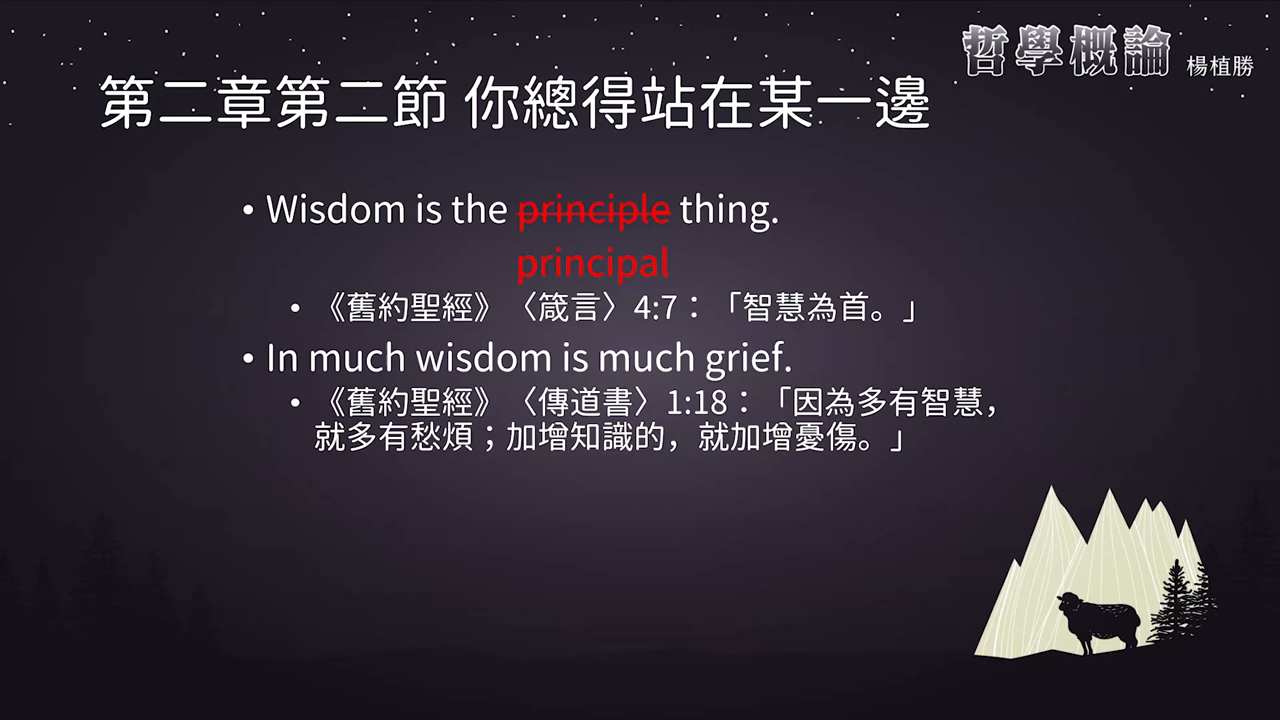 哲學概論 楊植勝
第二章第二節 你總得站在某一邊
• Wisdom is the principle thing.
principal
• 《舊約聖經》〈箴言〉4:7：「智慧為首。」
• In much wisdom is much grief.
• 《舊約聖經》〈傳道書〉1:18：「因為多有智慧，
就多有愁煩；加增知識的，就加增憂傷。」